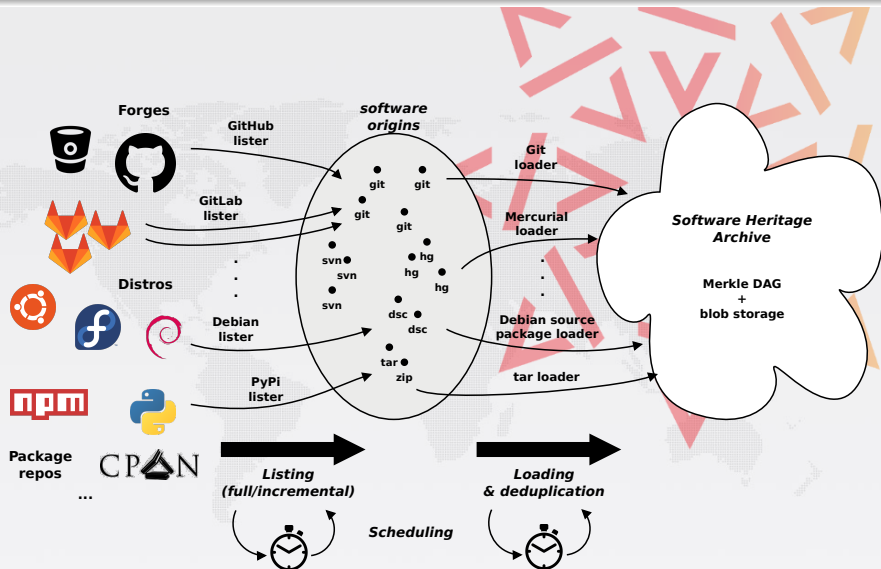 Forges
GitHub
lister
software
origins
Git
loader
git
git
GitLab
lister
git
git
Mercurial
loader
Software Heritage
Archive
svn
svn
hg
hg
hg
.
.
.
.
.
.
Distros
svn
Merkle DAG
+
blob storage
dsc
dsc
Debian
lister
Debian source
package loader
tar
zip
PyPi
lister
tar loader
npm
CPAN
Package
repos
...
Listing
(full/incremental)
Loading
& deduplication
Scheduling